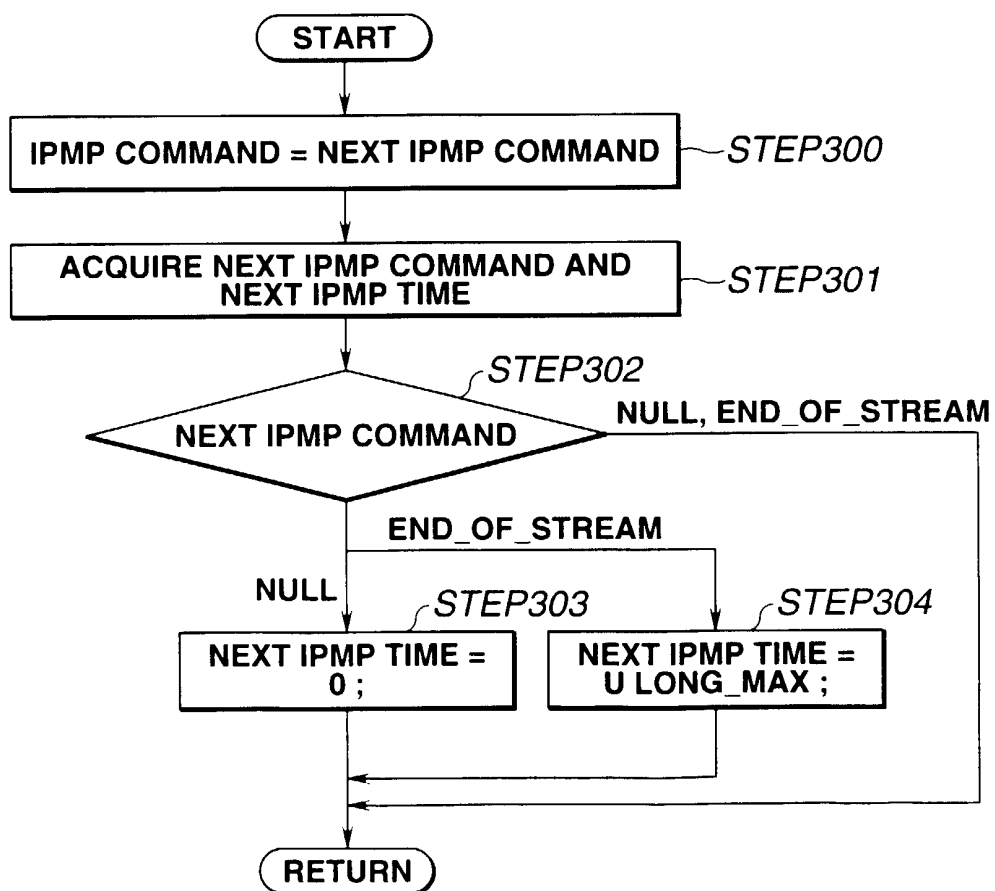 START
IPMP COMMAND = NEXT IPMP COMMAND
STEP300
ACQUIRE NEXT IPMP COMMAND AND
NEXT IPMP TIME
STEP301
STEP302
NEXT IPMP COMMAND
NULL, END_OF_STREAM
END_OF_STREAM
NULL
STEP303
STEP304
NEXT IPMP TIME =
0 ;
NEXT IPMP TIME =
U LONG_MAX ;
RETURN